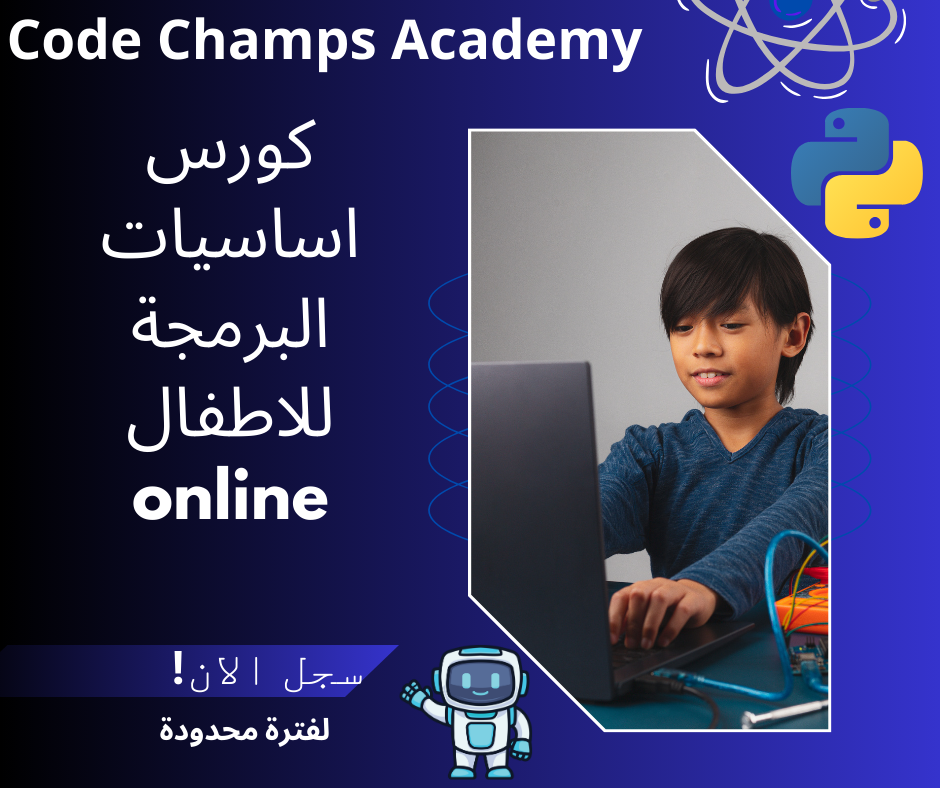 Code Champs Academy
كورس
اساسيات
البرمجة
للاطفال
online
سجل الان!
لفترة محدودة